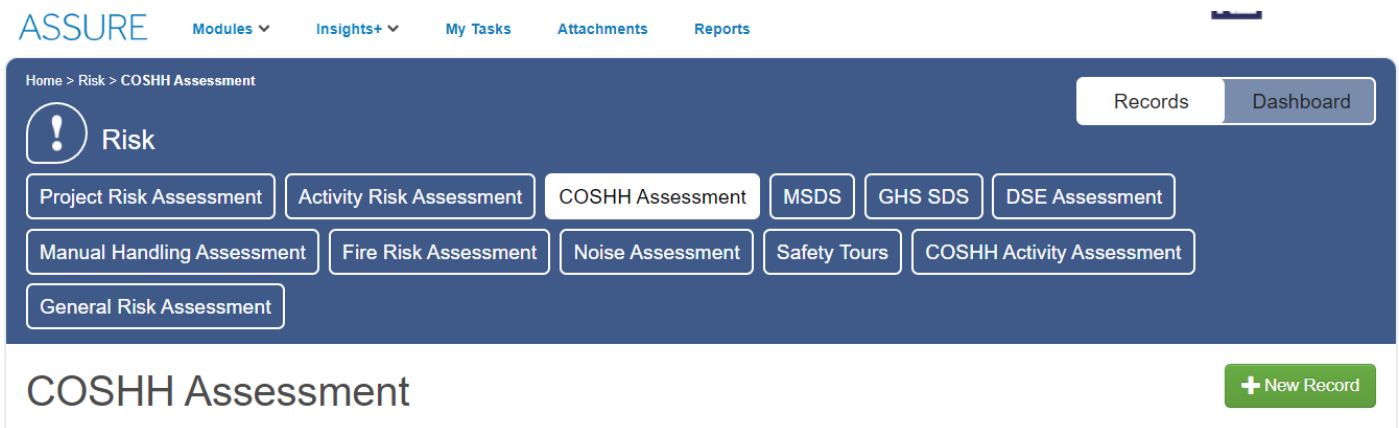 ASSURE Modules Insights+ My Tasks Attachments Reports
Home > Risk > COSHH Assessment
Records Dashboard
! Risk
Project Risk Assessment Activity Risk Assessment COSHH Assessment MSDS GHS SDS DSE Assessment
Manual Handling Assessment Fire Risk Assessment Noise Assessment Safety Tours COSHH Activity Assessment
General Risk Assessment
COSHH Assessment
+ New Record